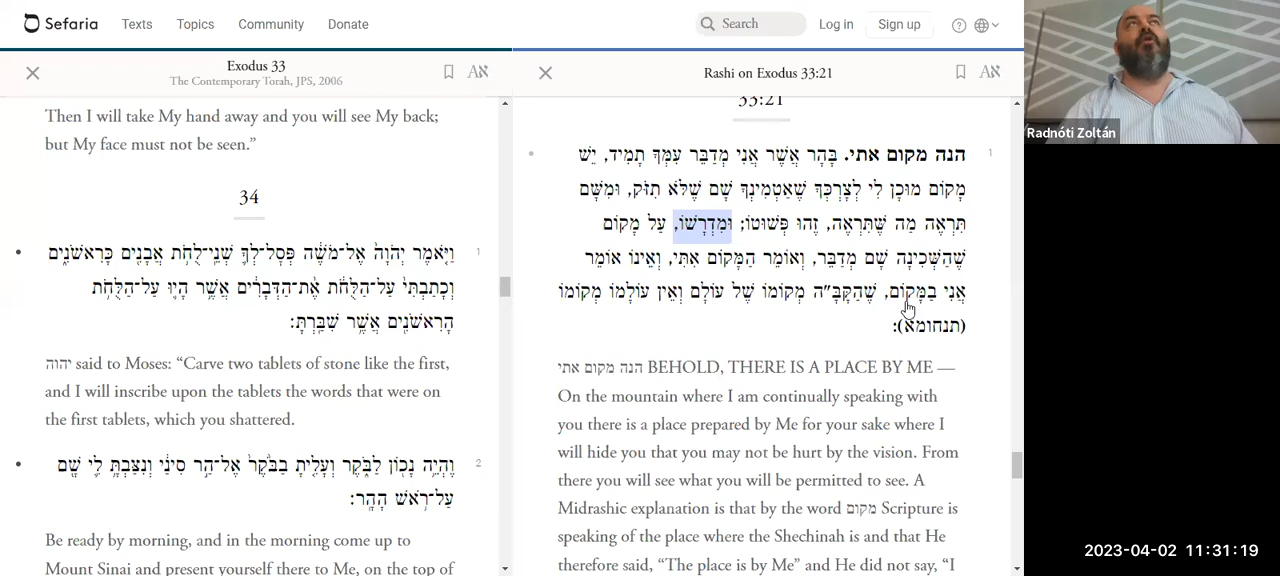 Sefaria
Texts
Topics
Community
Donate
Search
Log in
Sign up
Exodus 33
The Contemporary Torah, JPS, 2006
Then I will take My hand away and you will see My back;
but My face must not be seen.”
34
1
וַיֹּ֤אמֶר יְהֹוָה֙ אֶל־מֹשֶׁ֔ה פְּסׇל־לְךָ֛ שְׁנֵֽי־לֻחֹ֥ת אֲבָנִ֖ים כָּרִאשֹׁנִ֑ים
וְכָתַבְתִּי֙ עַל־הַלֻּחֹ֔ת אֶ֨ת־הַדְּבָרִ֔ים אֲשֶׁ֥ר הָי֛וּ עַל־הַלֻּחֹ֥ת
הָרִאשֹׁנִ֖ים אֲשֶׁ֥ר שִׁבַּֽרְתָּ׃
יהוה said to Moses: “Carve two tablets of stone like the first,
and I will inscribe upon the tablets the words that were on
the first tablets, which you shattered.
2
וֶהְיֵ֥ה נָכ֖וֹן לַבֹּ֑קֶר וְעָלִ֤יתָ בַבֹּ֙קֶר֙ אֶל־הַ֣ר סִינַ֔י וְנִצַּבְתָּ֥ לִ֛י שָׁ֖ם
עַל־רֹ֥אשׁ הָהָֽר׃
Be ready by morning, and in the morning come up to
Mount Sinai and present yourself there to Me, on the top of
Rashi on Exodus 33:21
33:21
1
הנה מקום אתי. בָּהָר אֲשֶׁר אֲנִי מְדַבֵּר עִמְּךָ תָּמִיד, יֵשׁ
מָקוֹם מוּכָן לִי לְצָרְכְּךָ שֶׁאַטְמִינְךָ שָׁם שֶׁלֹּא תִזּוֹק, וּמִשָּׁם
תִּרְאֶה מַה שֶּׁתִּרְאֶה, זֶהוּ פְּשׁוּטוֹ; וּמִדְרָשׁוֹ, עַל מָקוֹם
שֶׁהַשְּׁכִינָה שָׁם מְדַבֵּר, וְאוֹמֵר הַמָּקוֹם אִתִּי, וְאֵינוֹ אוֹמֵר
אֲנִי בַמָּקוֹם, שֶׁהַקָּבָּ"ה מְקוֹמוֹ שֶׁל עוֹלָם וְאֵין עוֹלָמוֹ מְקוֹמוֹ
(תנחומא):
הנה מקום אתי BEHOLD, THERE IS A PLACE BY ME —
On the mountain where I am continually speaking with
you there is a place prepared by Me for your sake where I
will hide you that you may not be hurt by the vision. From
there you will see what you will be permitted to see. A
Midrashic explanation is that by the word מקום Scripture is
speaking of the place where the Shechinah is and that He
therefore said, “The place is by Me” and He did not say, “I
Radnóti Zoltán
2023-04-02 11:31:19